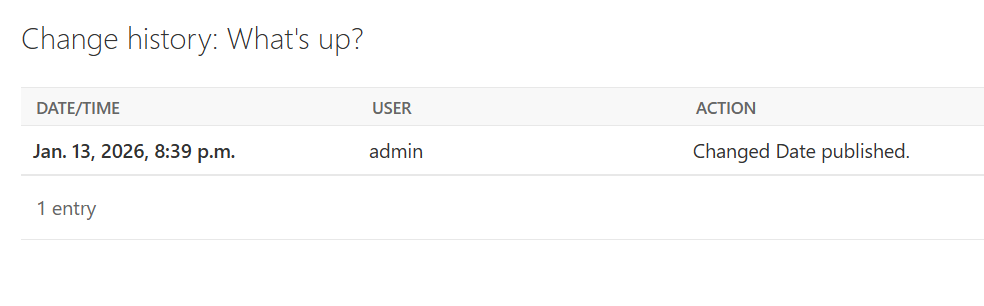 Change history: What's up?
DATE/TIME USER ACTION
Jan. 13, 2026, 8:39 p.m. admin Changed Date published.
1 entry